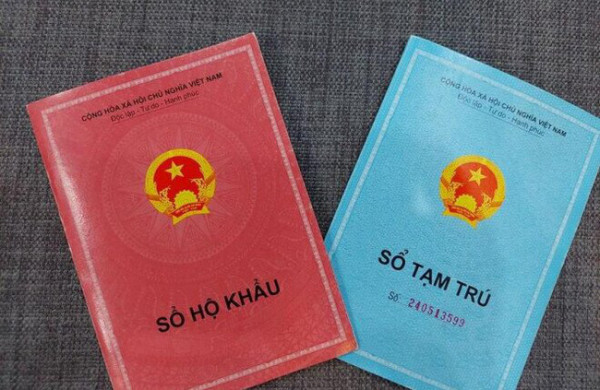 CỘNG HÒA XÃ HỘI CHỦ NGHĨA VIỆT NAM
Độc lập - Tự do - Hạnh phúc
SỔ HỘ KHẨU
CỘNG HÒA XÃ HỘI CHỦ NGHĨA VIỆT NAM
Độc lập - Tự do - Hạnh phúc
SỔ TẠM TRÚ
Số: 240513599